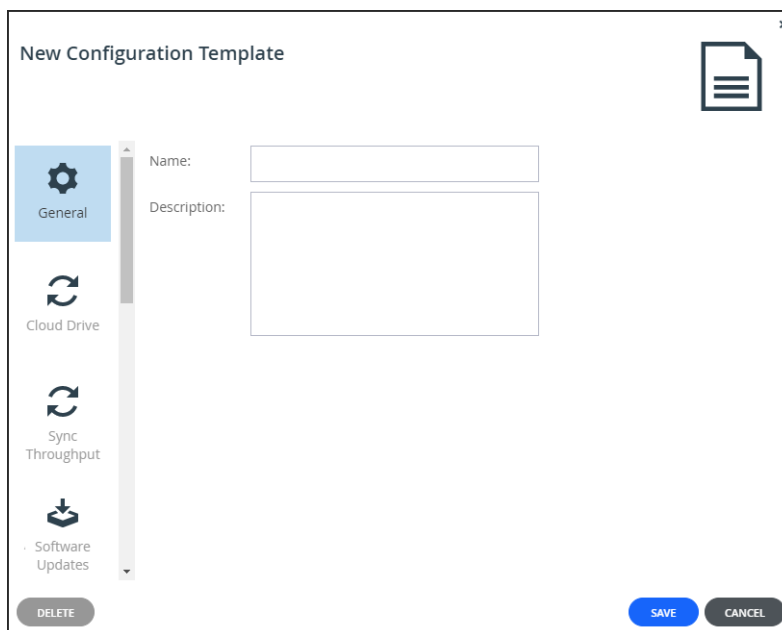 New Configuration Template
General
Cloud Drive
Sync
Throughput
Software
Updates
Name:
Description:
DELETE
SAVE
CANCEL